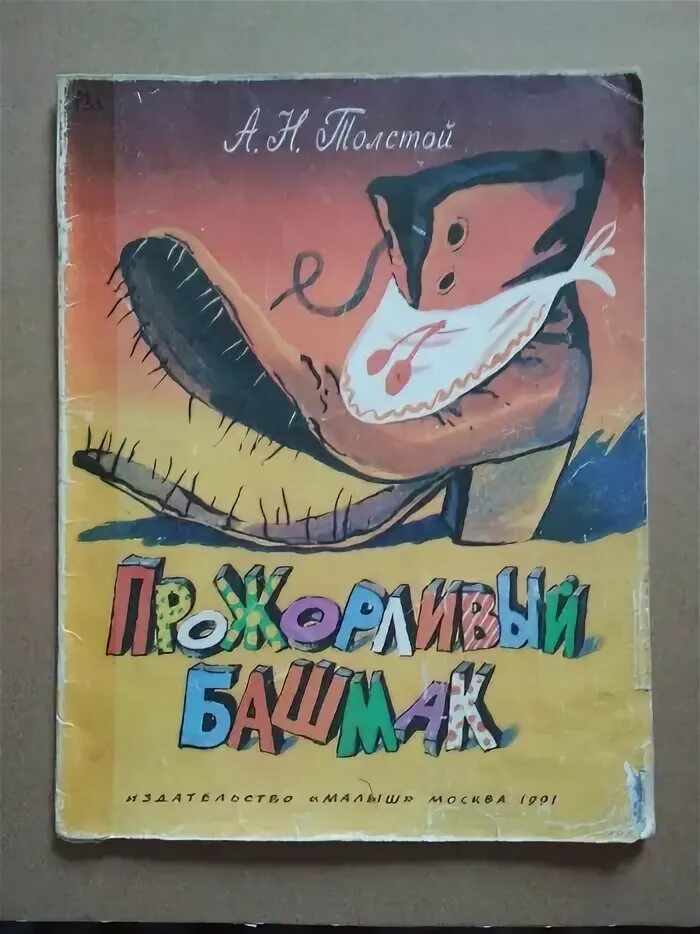 А. Н. Толстой
ПРОЖОРЛИВЫЙ
БАШМАК
ИЗДАТЕЛЬСТВО «МАЛЫШ» МОСКВА 1991